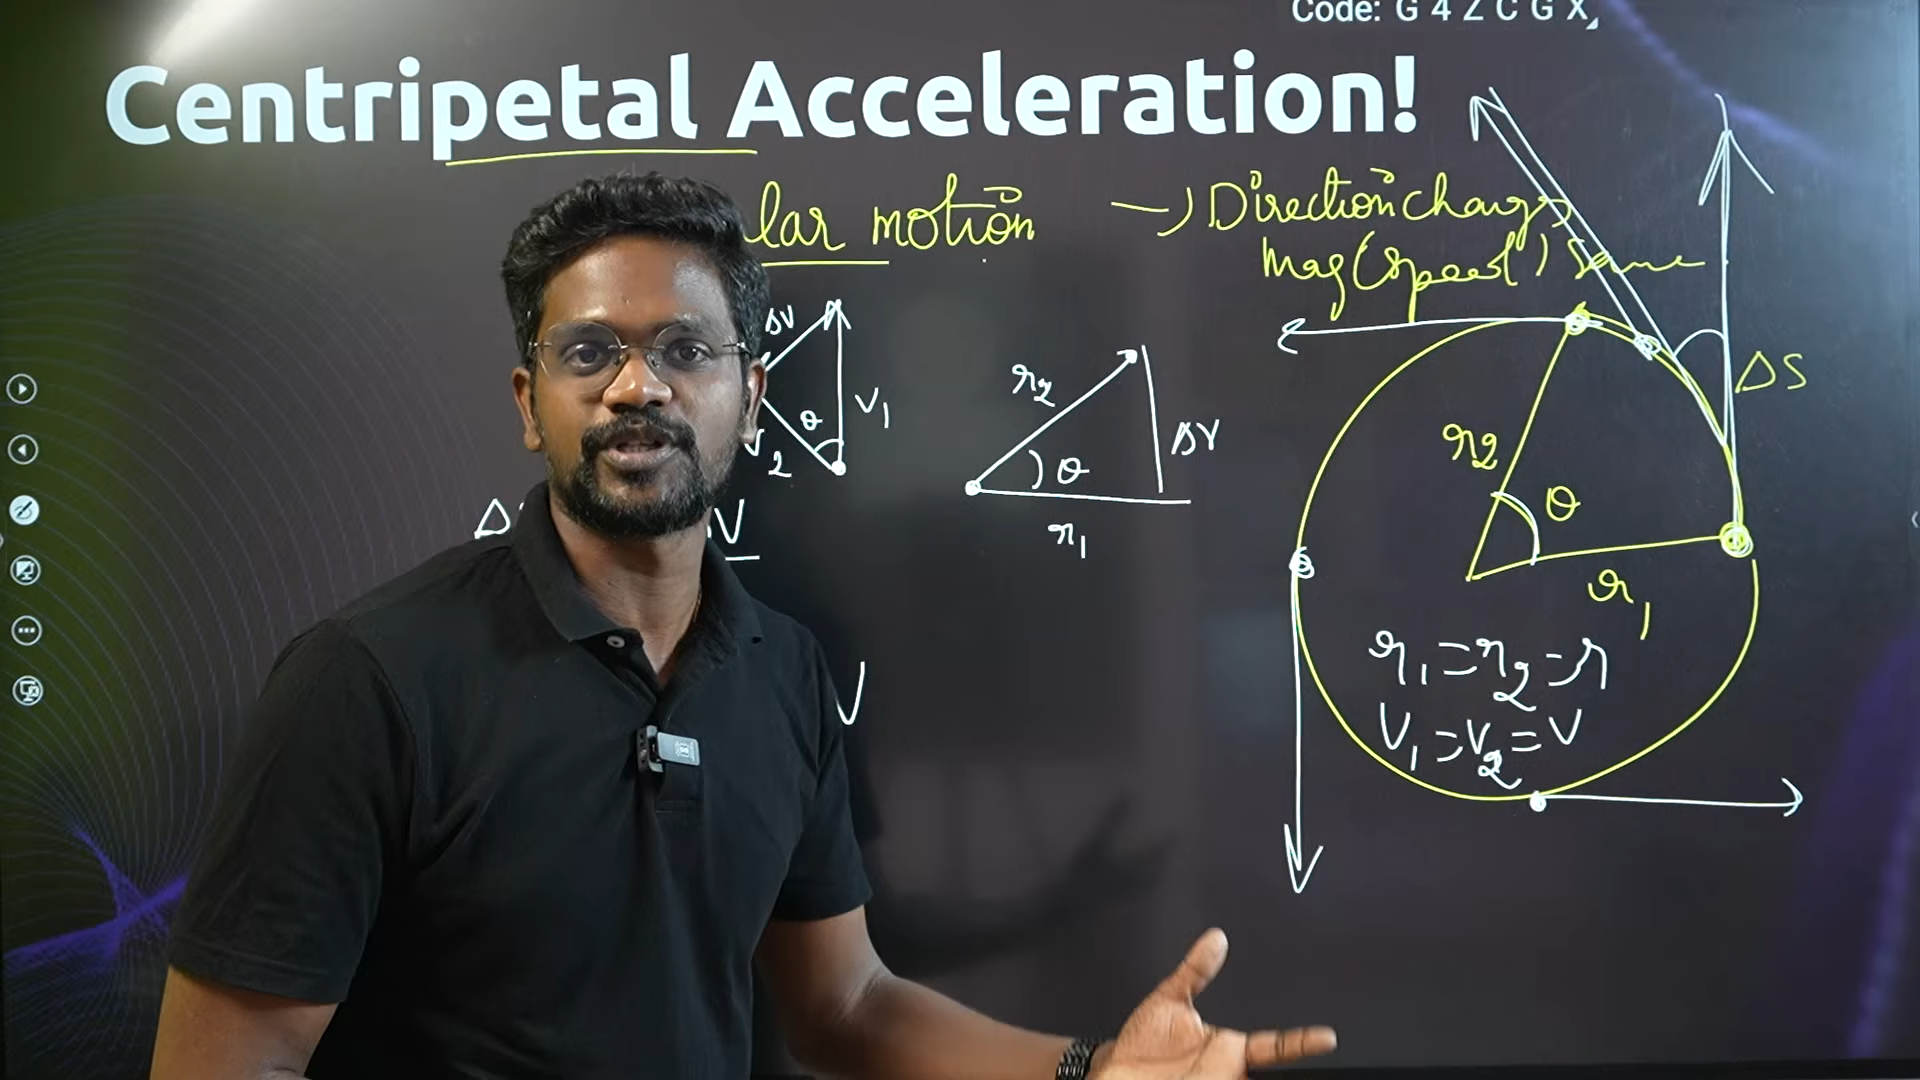 Code: G 4 Z C G X
Centripetal Acceleration!
lar motion → Direction change
Mag (speed) same
ΔV
V1
θ
V2
r2
θ
ΔV
r1
ΔS
r2
θ
r1
r1 = r2 = r
V1 = V2 = V
V
V